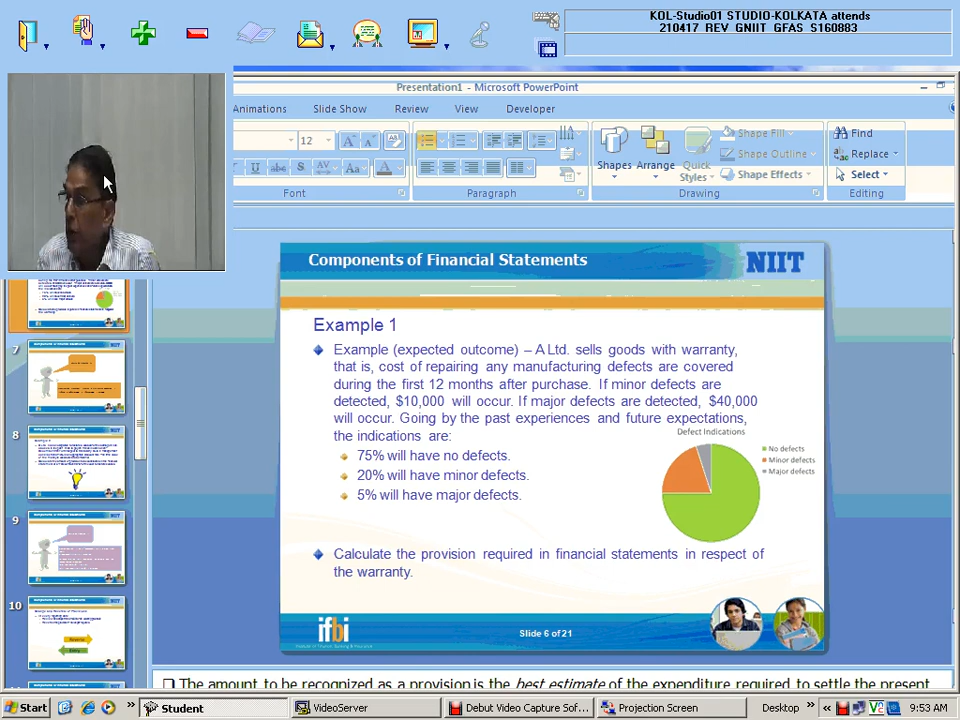 KOL-Studio01 STUDIO-KOLKATA attends
210417_REV_GNIIT_GFAS_S160883
Presentation1 - Microsoft PowerPoint
Animations Slide Show Review View Developer
12
Shapes Arrange Quick Styles
Shape Fill
Shape Outline
Shape Effects
Find
Replace
Select
Font Paragraph Drawing Editing
Components of Financial Statements NIIT
Example 1
Example (expected outcome) – A Ltd. sells goods with warranty,
that is, cost of repairing any manufacturing defects are covered
during the first 12 months after purchase. If minor defects are
detected, $10,000 will occur. If major defects are detected, $40,000
will occur. Going by the past experiences and future expectations,
the indications are:
75% will have no defects.
20% will have minor defects.
5% will have major defects.
Defect Indications
No defects
Minor defects
Major defects
Calculate the provision required in financial statements in respect of
the warranty.
ifbi
Slide 6 of 21
7
8
9
10
The amount to be recognized as a provision is the best estimate of the expenditure required to settle the present
Start Student VideoServer Debut Video Capture Sof... Projection Screen Desktop 9:53 AM